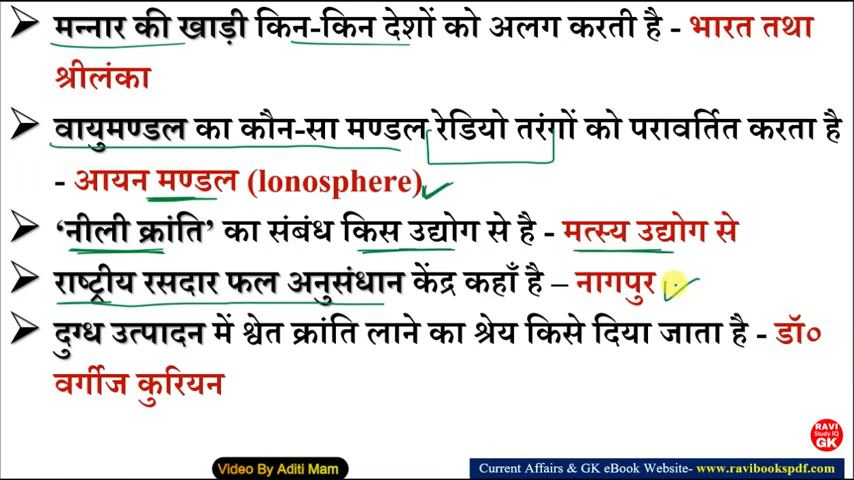 ➢ मन्नार की खाड़ी किन-किन देशों को अलग करती है - भारत तथा
श्रीलंका
➢ वायुमण्डल का कौन-सा मण्डल रेडियो तरंगों को परावर्तित करता है
- आयन मण्डल (Ionosphere)
➢ ‘नीली क्रांति’ का संबंध किस उद्योग से है - मत्स्य उद्योग से
➢ राष्ट्रीय रसदार फल अनुसंधान केंद्र कहाँ है – नागपुर
➢ दुग्ध उत्पादन में श्वेत क्रांति लाने का श्रेय किसे दिया जाता है - डॉ०
वर्गीज कुरियन
RAVI
Study IQ
GK
Video By Aditi Mam
Current Affairs & GK eBook Website- www.ravibookspdf.com